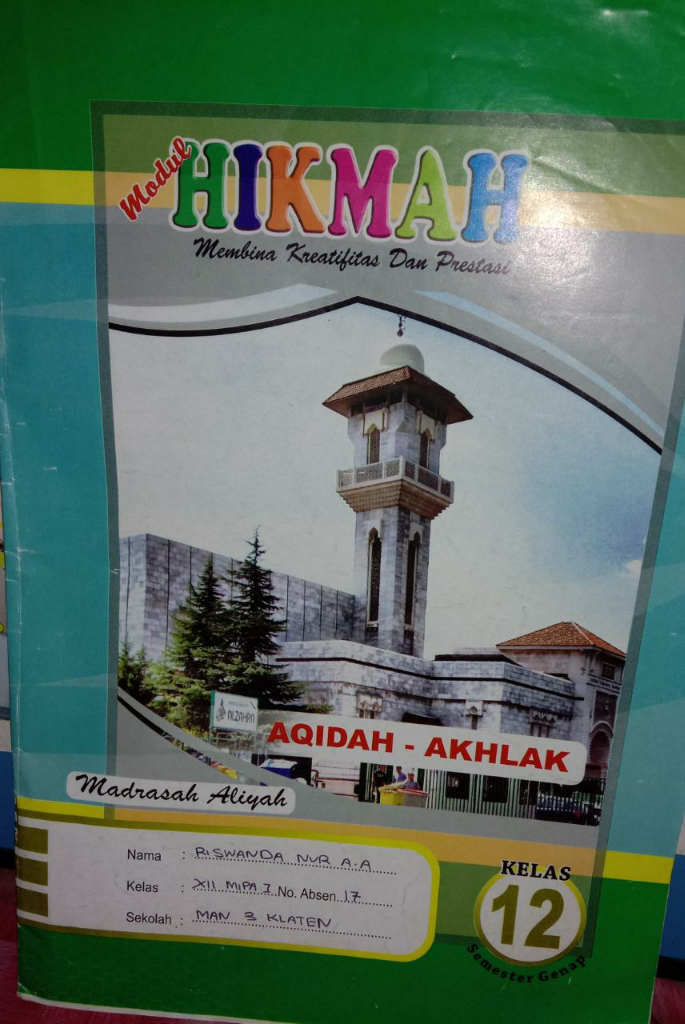 Modul HIKMAH
Membina Kreatifitas Dan Prestasi
ALZAHRA
AQIDAH - AKHLAK
Madrasah Aliyah
Nama : RISWANDA NUR A.A
Kelas : XII MIPA I No. Absen 17
Sekolah : MAN 3 KLATEN
KELAS
12
Semester Genap